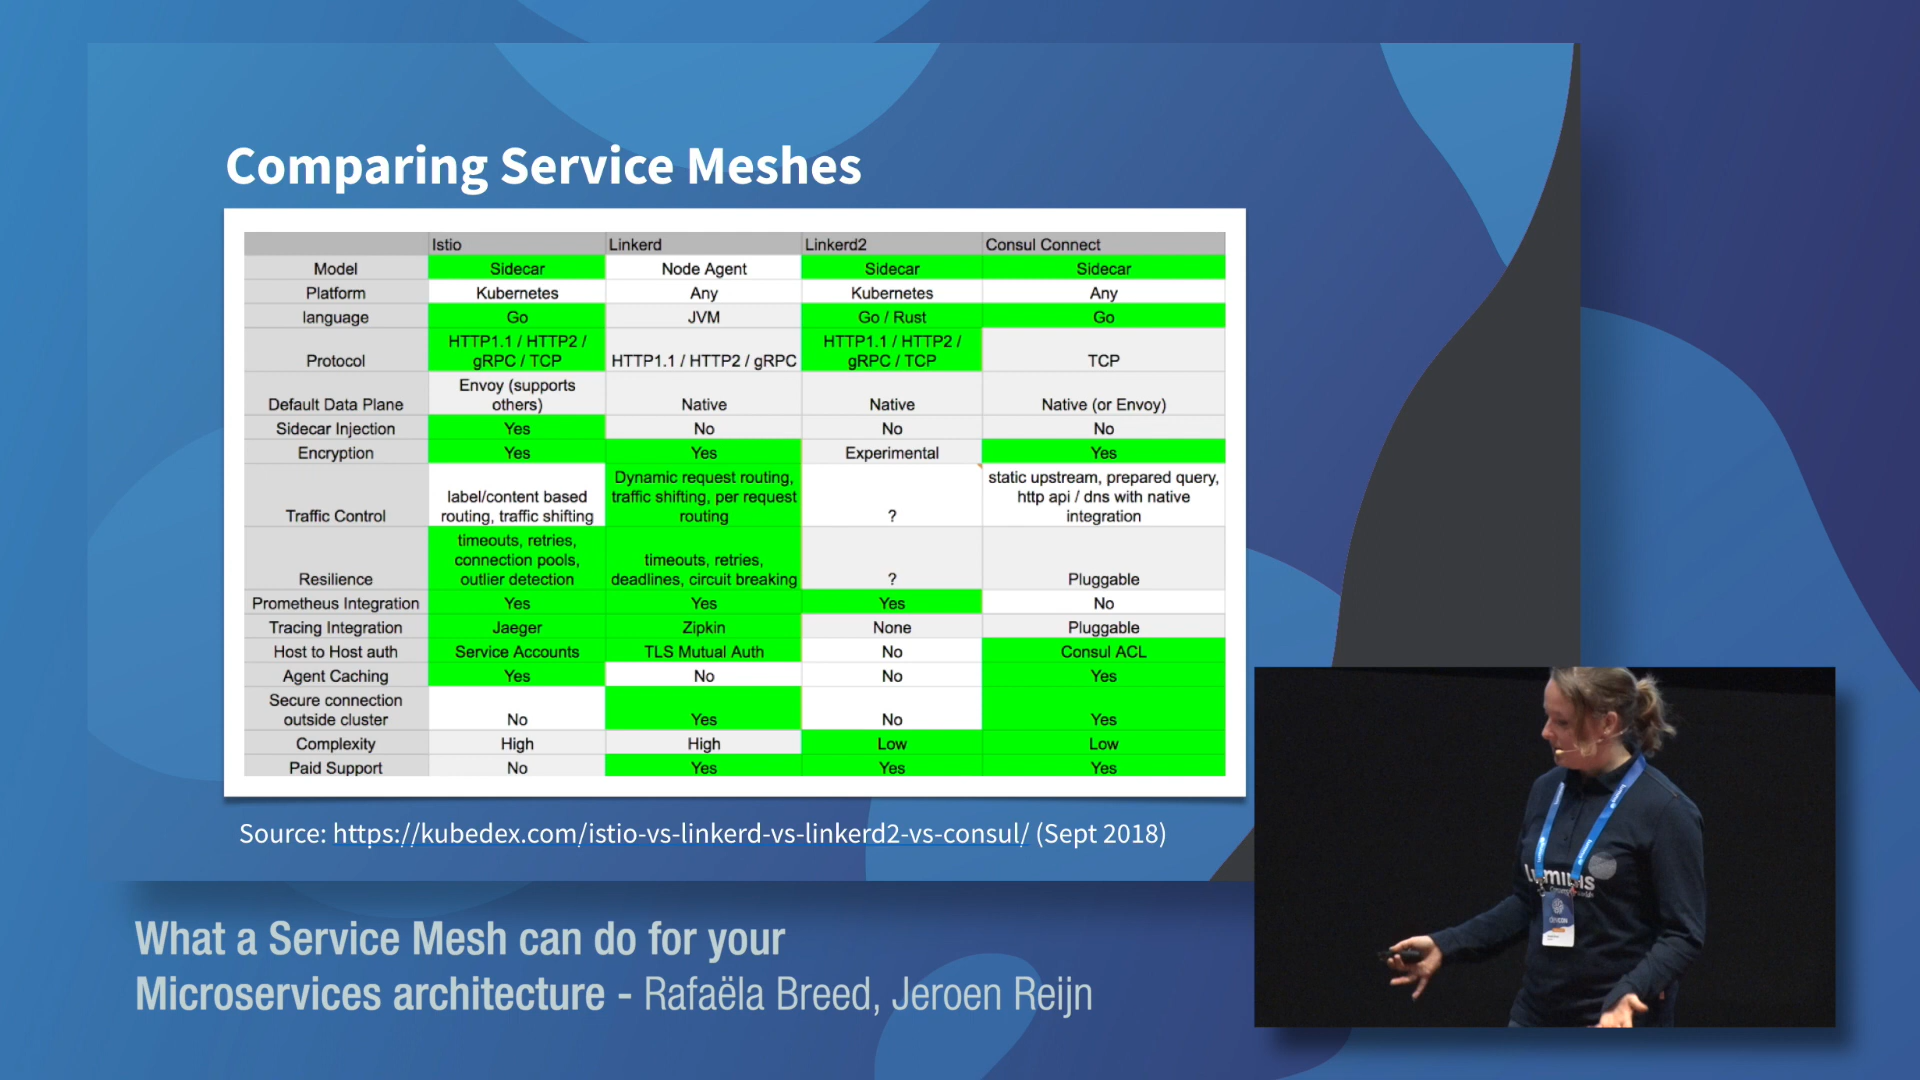 Comparing Service Meshes
Istio Linkerd Linkerd2 Consul Connect
Model Sidecar Node Agent Sidecar Sidecar
Platform Kubernetes Any Kubernetes Any
language Go JVM Go / Rust Go
Protocol HTTP1.1 / HTTP2 / gRPC / TCP HTTP1.1 / HTTP2 / gRPC HTTP1.1 / HTTP2 / gRPC / TCP TCP
Default Data Plane Envoy (supports others) Native Native Native (or Envoy)
Sidecar Injection Yes No No No
Encryption Yes Yes Experimental Yes
Traffic Control label/content based routing, traffic shifting Dynamic request routing, traffic shifting, per request routing ? static upstream, prepared query, http api / dns with native integration
Resilience timeouts, retries, connection pools, outlier detection timeouts, retries, deadlines, circuit breaking ? Pluggable
Prometheus Integration Yes Yes Yes No
Tracing Integration Jaeger Zipkin None Pluggable
Host to Host auth Service Accounts TLS Mutual Auth No Consul ACL
Agent Caching Yes No No Yes
Secure connection outside cluster No Yes No Yes
Complexity High High Low Low
Paid Support No Yes Yes Yes
Source: https://kubedex.com/istio-vs-linkerd-vs-linkerd2-vs-consul/ (Sept 2018)
What a Service Mesh can do for your
Microservices architecture - Rafaëla Breed, Jeroen Reijn